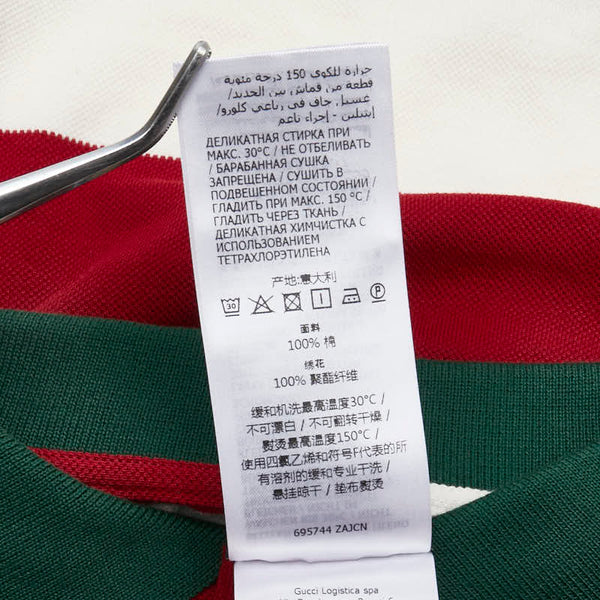 حرارة للكوى 150 درجة مئوية
قطعة من قماش بين الحديد/
غسيل جاف في رباعي كلورو/
إيثيلين - إجراء ناعم
ДЕЛИКАТНАЯ СТИРКА ПРИ
МАКС. 30°C / НЕ ОТБЕЛИВАТЬ
/ БАРАБАННАЯ СУШКА
ЗАПРЕЩЕНА / СУШИТЬ В
ПОДВЕШЕННОМ СОСТОЯНИИ /
ГЛАДИТЬ ПРИ МАКС. 150 °C /
ГЛАДИТЬ ЧЕРЕЗ ТКАНЬ /
ДЕЛИКАТНАЯ ХИМЧИСТКА С
ИСПОЛЬЗОВАНИЕМ
ТЕТРАХЛОРЭТИЛЕНА
产地:意大利
30 P
面料
100% 棉
绣花
100% 聚酯纤维
缓和机洗最高温度30°C /
不可漂白 / 不可翻转干燥 /
熨烫最高温度150°C /
使用四氯乙烯和符号F代表的所
有溶剂的缓和专业干洗 /
悬挂晾干 / 垫布熨烫
695744 ZAJCN
Gucci Logistica spa